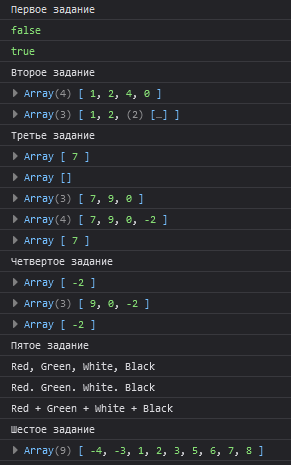 Первое задание
false
true
Второе задание
Array(4) [ 1, 2, 4, 0 ]
Array(3) [ 1, 2, (2) […] ]
Третье задание
Array [ 7 ]
Array []
Array(3) [ 7, 9, 0 ]
Array(4) [ 7, 9, 0, -2 ]
Array [ 7 ]
Четвертое задание
Array [ -2 ]
Array(3) [ 9, 0, -2 ]
Array [ -2 ]
Пятое задание
Red, Green, White, Black
Red. Green. White. Black
Red + Green + White + Black
Шестое задание
Array(9) [ -4, -3, 1, 2, 3, 5, 6, 7, 8 ]